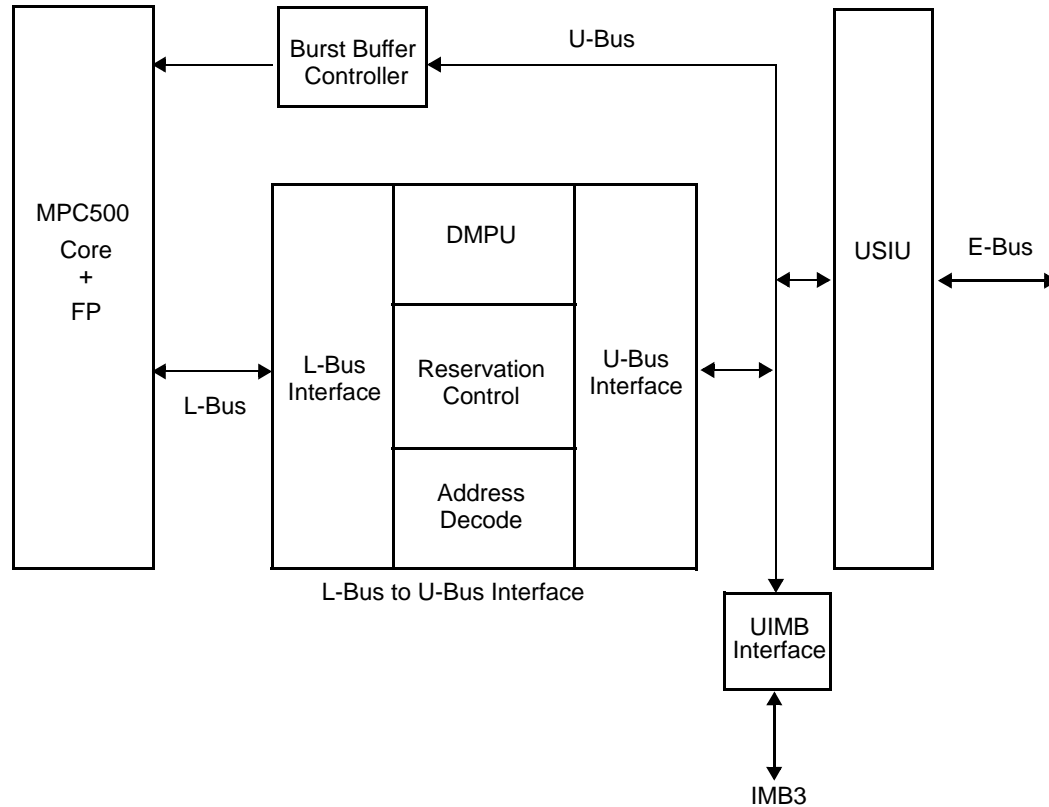 Burst Buffer
Controller
U-Bus
MPC500
Core
+
FP
DMPU
USIU
E-Bus
L-Bus
L-Bus
Interface
Reservation
Control
U-Bus
Interface
Address
Decode
L-Bus to U-Bus Interface
UIMB
Interface
IMB3